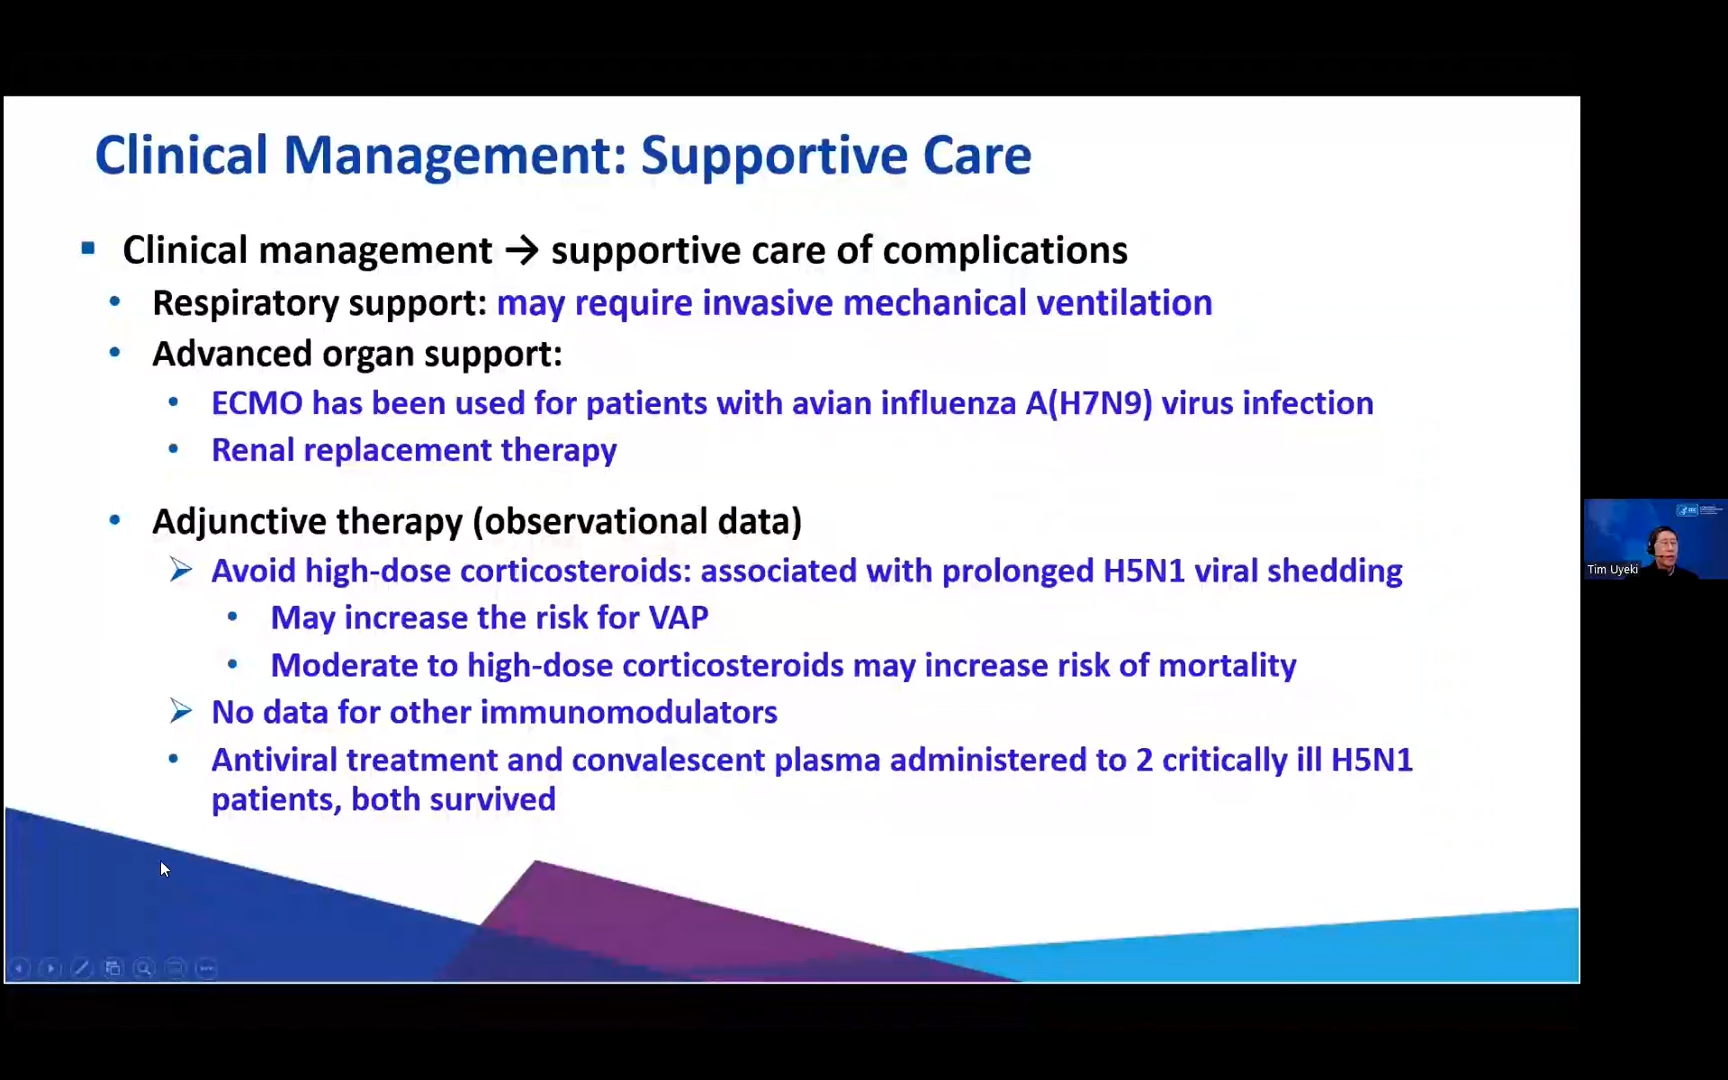 Clinical Management: Supportive Care
▪ Clinical management → supportive care of complications
• Respiratory support: may require invasive mechanical ventilation
• Advanced organ support:
• ECMO has been used for patients with avian influenza A(H7N9) virus infection
• Renal replacement therapy
• Adjunctive therapy (observational data)
➢ Avoid high-dose corticosteroids: associated with prolonged H5N1 viral shedding
• May increase the risk for VAP
• Moderate to high-dose corticosteroids may increase risk of mortality
➢ No data for other immunomodulators
• Antiviral treatment and convalescent plasma administered to 2 critically ill H5N1
patients, both survived
Tim Uyeki